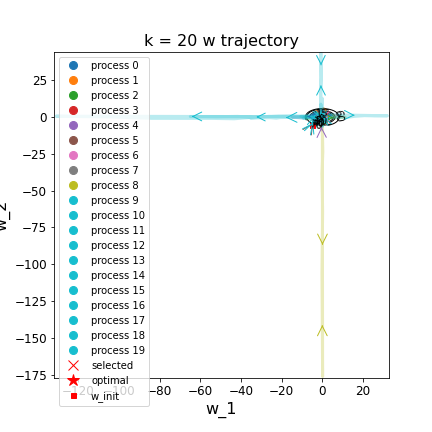 k = 20 w trajectory
w_2
25
0
−25
−50
−75
−100
−125
−150
−175
process 0
process 1
process 2
process 3
process 4
process 5
process 6
process 7
process 8
process 9
process 10
process 11
process 12
process 13
process 14
process 15
process 16
process 17
process 18
process 19
selected
optimal
w_init
−120 −100 −80 −60 −40 −20 0 20
w_1